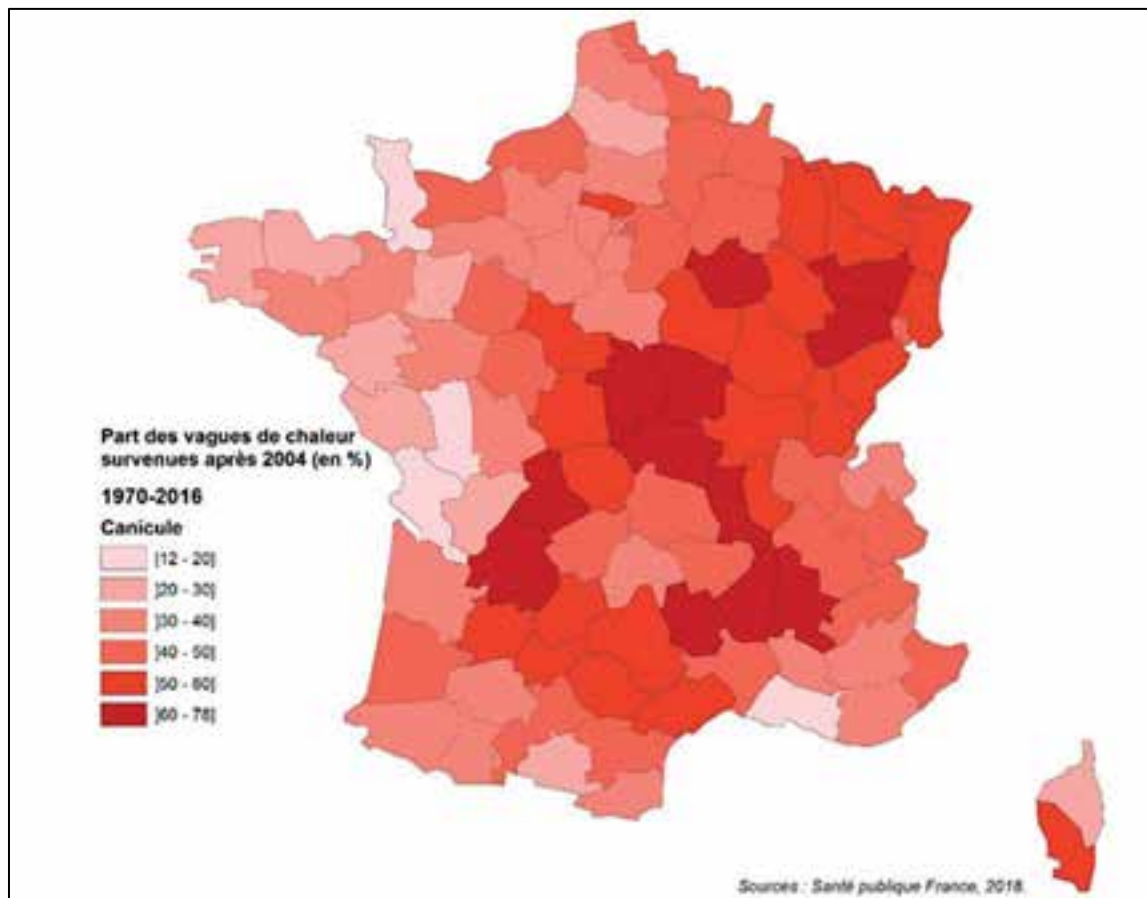 Part des vagues de chaleur
survenues après 2004 (en %)
1970-2016
Canicule
]12 - 20]
]20 - 30]
]30 - 40]
]40 - 50]
]50 - 60]
]60 - 78]
Sources : Santé publique France, 2018.